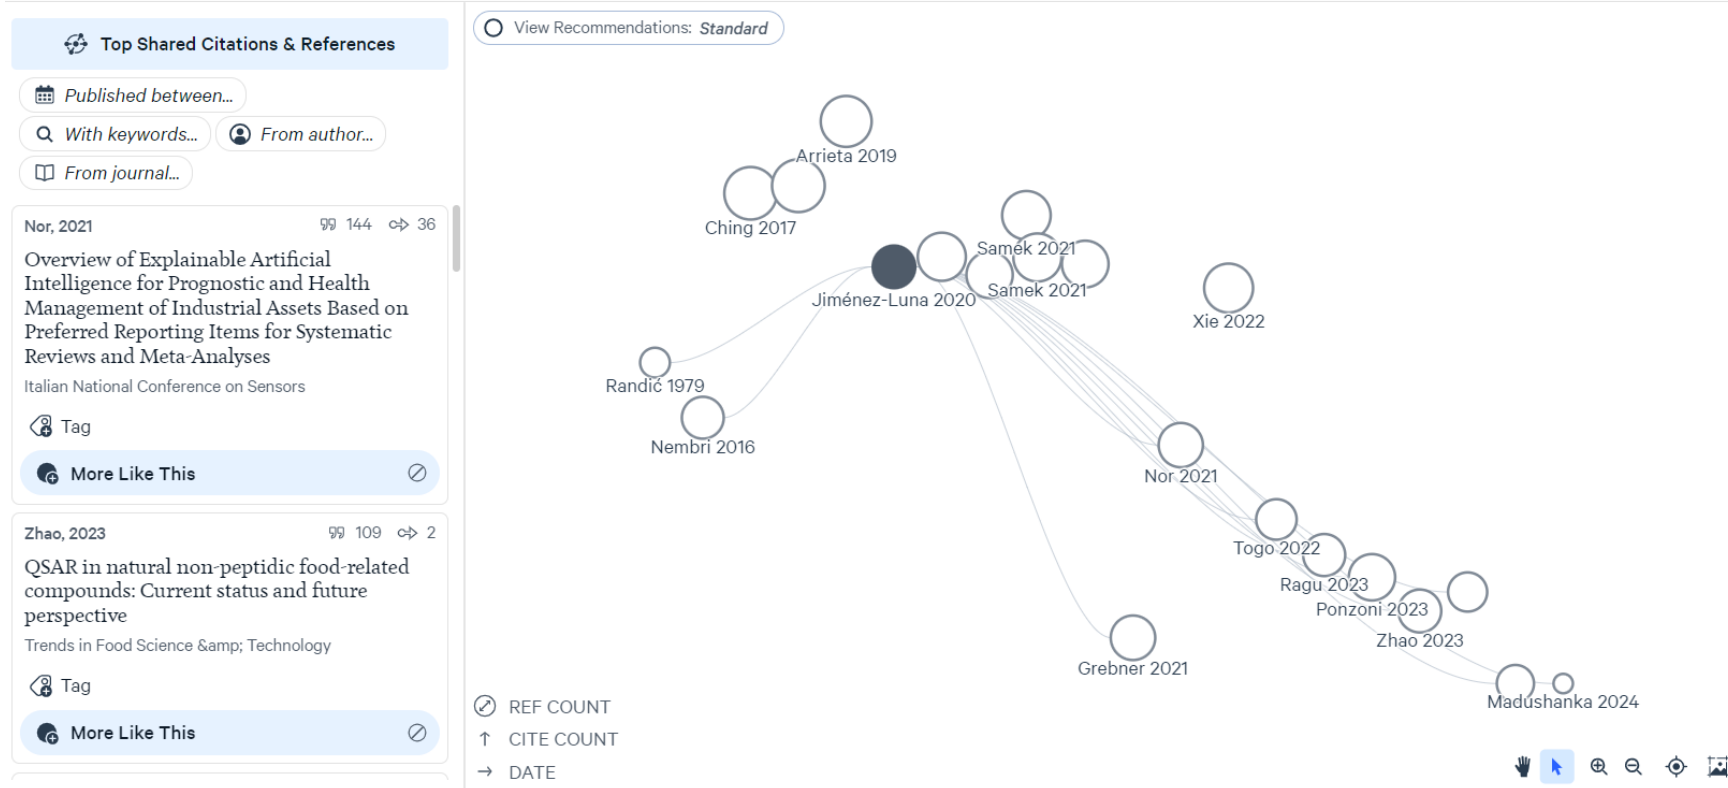 Top Shared Citations & References
Published between...
With keywords...
From author...
From journal...
Nor, 2021
144
36
Overview of Explainable Artificial
Intelligence for Prognostic and Health
Management of Industrial Assets Based on
Preferred Reporting Items for Systematic
Reviews and Meta-Analyses
Italian National Conference on Sensors
Tag
More Like This
Zhao, 2023
109
2
QSAR in natural non-peptidic food-related
compounds: Current status and future
perspective
Trends in Food Science &amp; Technology
Tag
More Like This
View Recommendations: Standard
Arrieta 2019
Ching 2017
Samek 2021
Samek 2021
Jiménez-Luna 2020
Xie 2022
Randić 1979
Nembri 2016
Nor 2021
Togo 2022
Ragu 2023
Ponzoni 2023
Zhao 2023
Grebner 2021
Madushanka 2024
REF COUNT
CITE COUNT
DATE